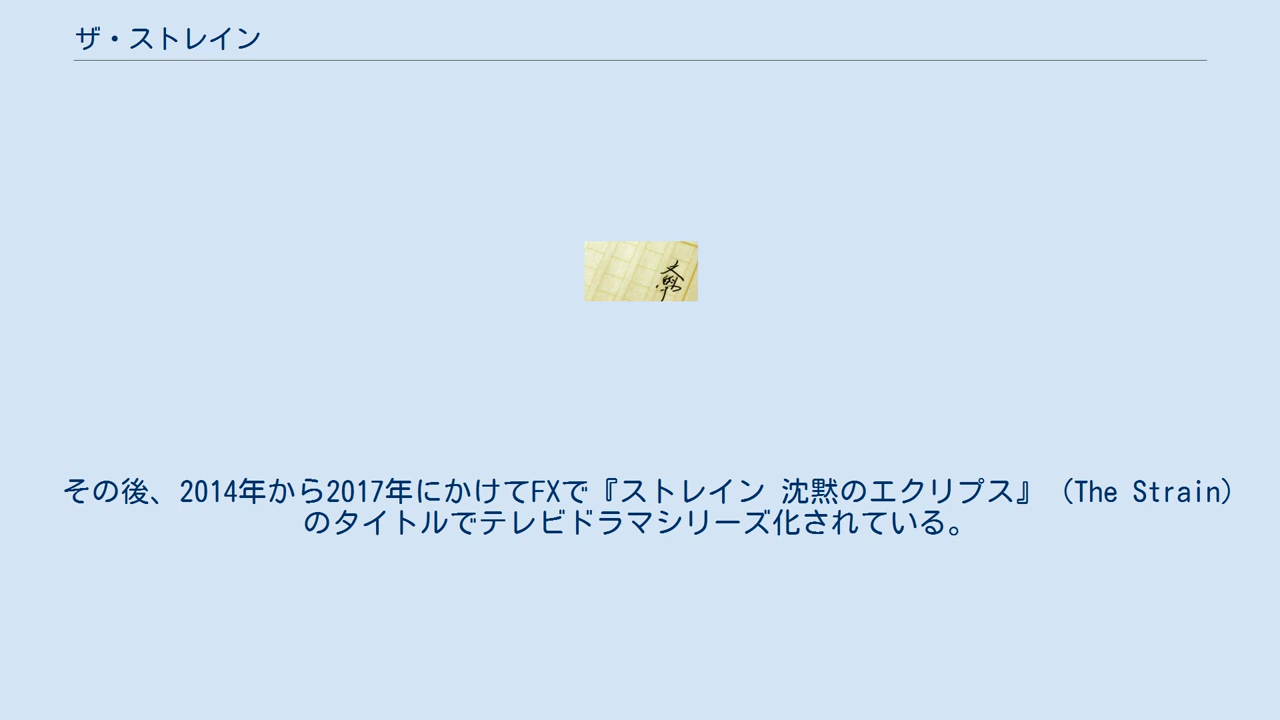 ザ・ストレイン
その後、2014年から2017年にかけてFXで『ストレイン 沈黙のエクリプス』（The Strain）
のタイトルでテレビドラマシリーズ化されている。